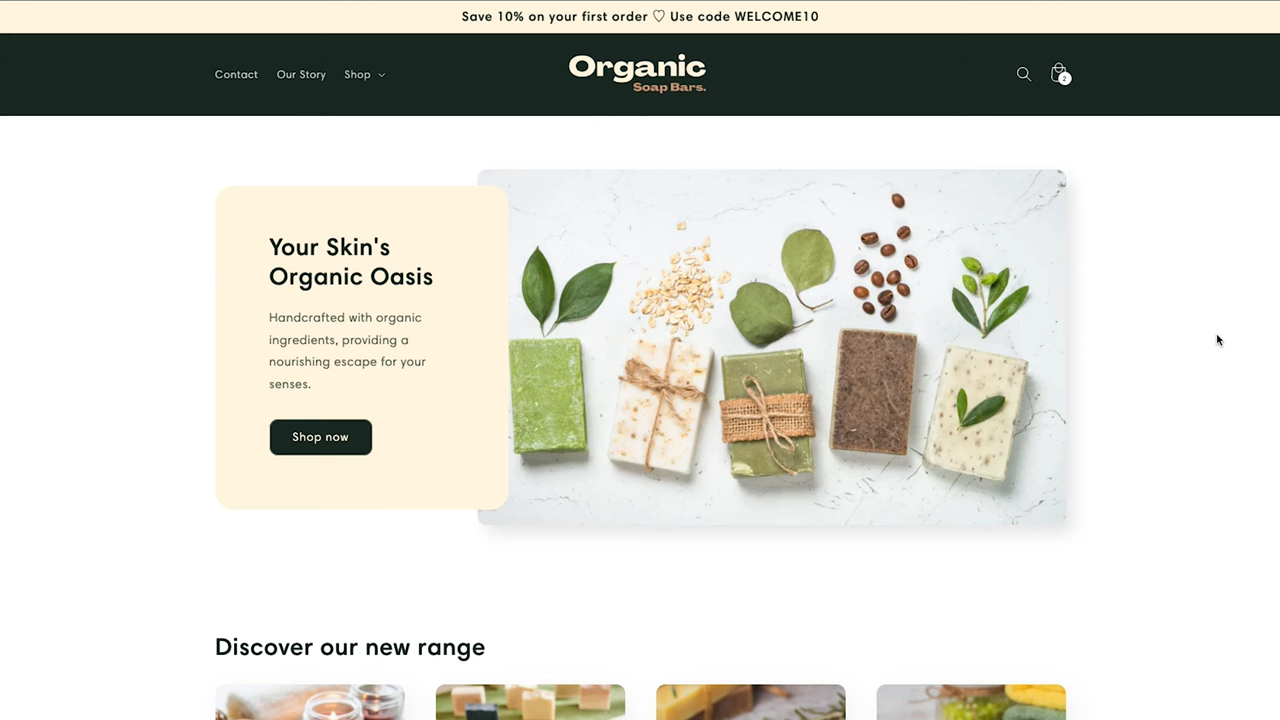 Save 10% on your first order ♡ Use code WELCOME10
Contact Our Story Shop
Organic
Soap Bars.
2
Your Skin's
Organic Oasis
Handcrafted with organic
ingredients, providing a
nourishing escape for your
senses.
Shop now
Discover our new range